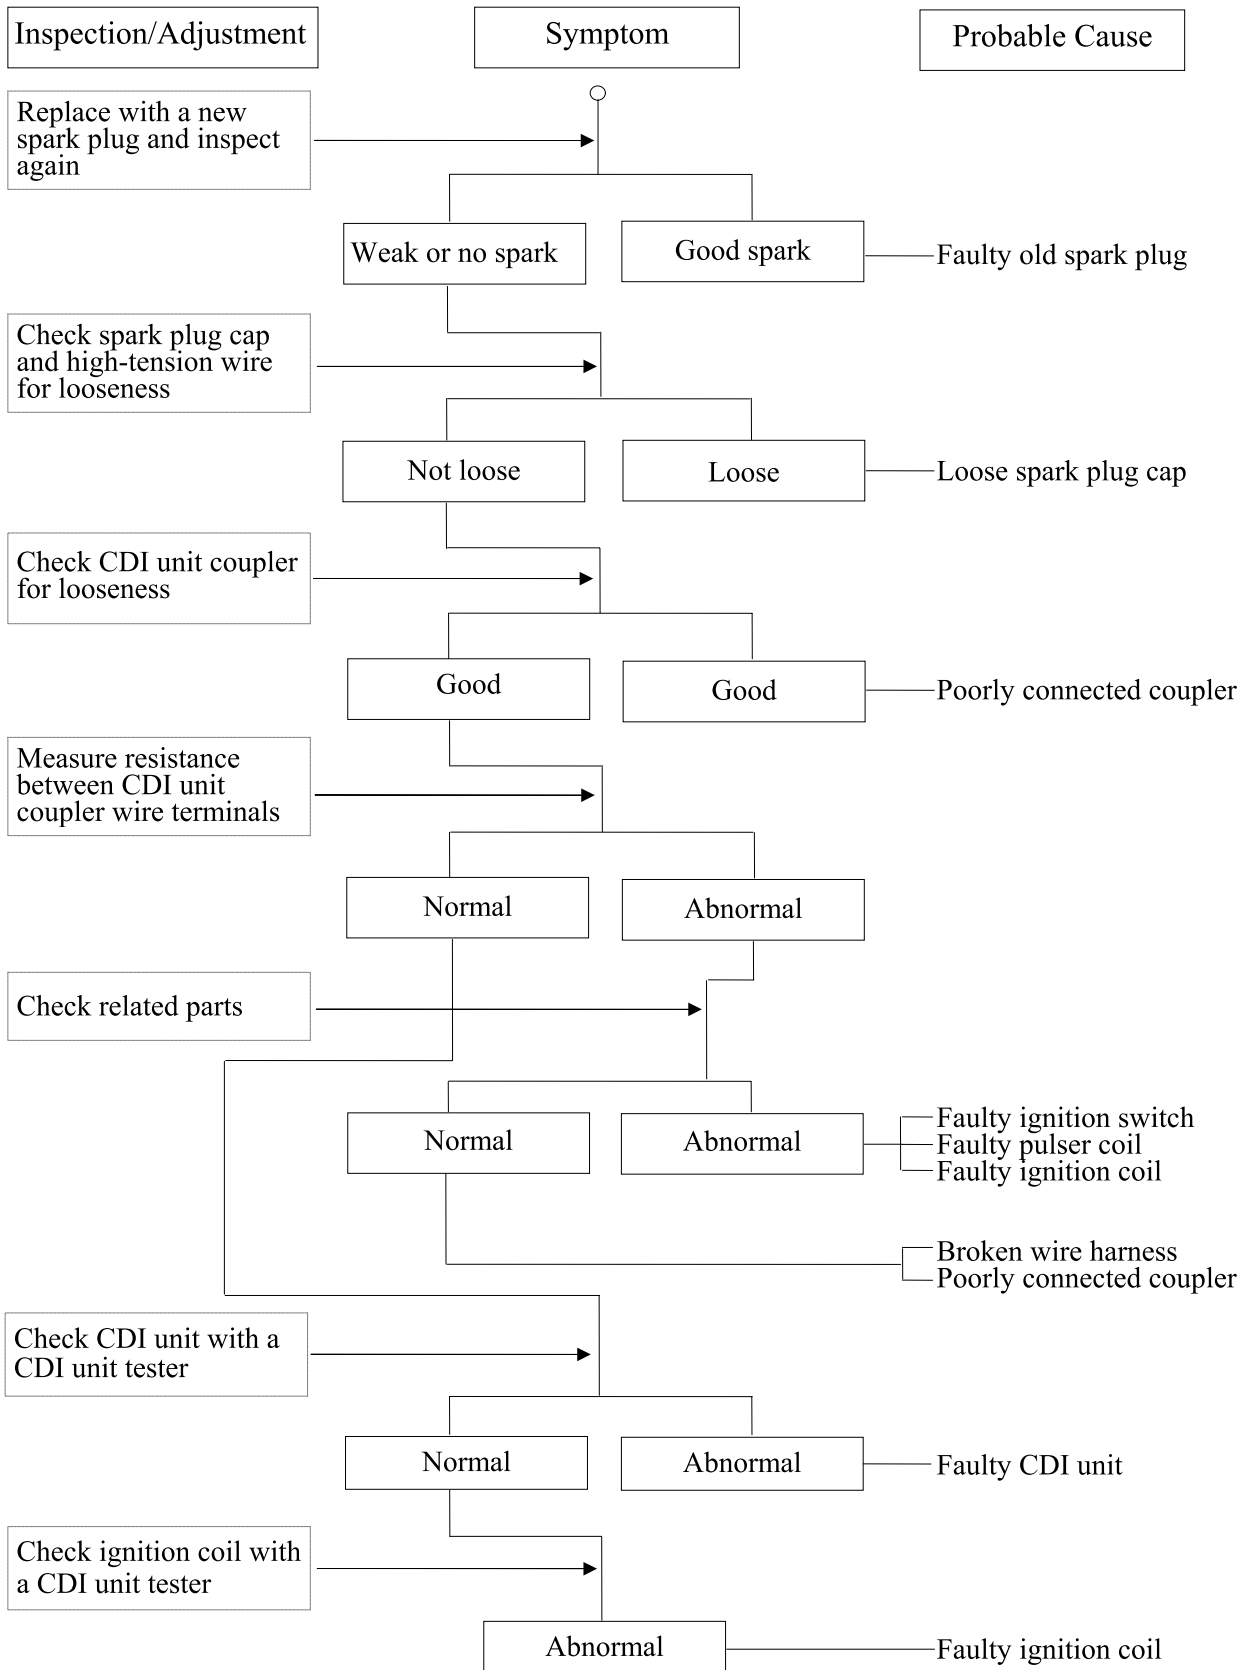 Inspection/Adjustment
Symptom
Probable Cause
Replace with a new
spark plug and inspect
again
Weak or no spark
Good spark
Faulty old spark plug
Check spark plug cap
and high-tension wire
for looseness
Not loose
Loose
Loose spark plug cap
Check CDI unit coupler
for looseness
Good
Good
Poorly connected coupler
Measure resistance
between CDI unit
coupler wire terminals
Normal
Abnormal
Check related parts
Normal
Abnormal
Faulty ignition switch
Faulty pulser coil
Faulty ignition coil
Broken wire harness
Poorly connected coupler
Check CDI unit with a
CDI unit tester
Normal
Abnormal
Faulty CDI unit
Check ignition coil with
a CDI unit tester
Abnormal
Faulty ignition coil